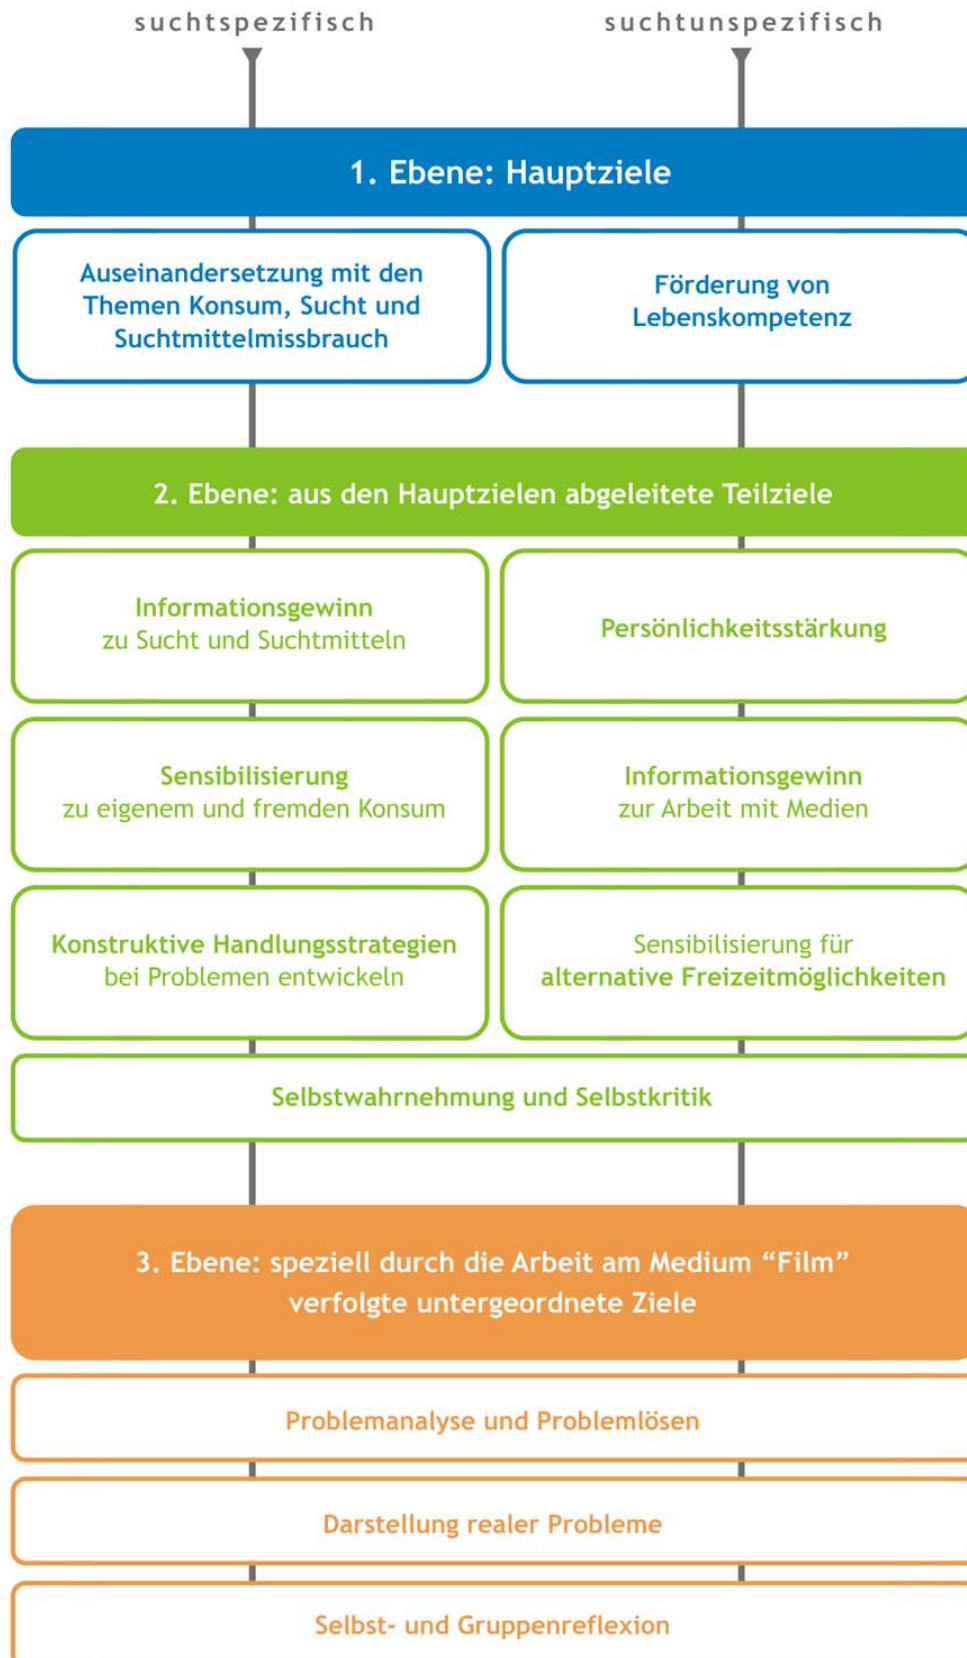 suchtspezifisch
suchtunspezifisch
1. Ebene: Hauptziele
Auseinandersetzung mit den
Themen Konsum, Sucht und
Suchtmittelmissbrauch
Förderung von
Lebenskompetenz
2. Ebene: aus den Hauptzielen abgeleitete Teilziele
Informationsgewinn
zu Sucht und Suchtmitteln
Persönlichkeitsstärkung
Sensibilisierung
zu eigenem und fremden Konsum
Informationsgewinn
zur Arbeit mit Medien
Konstruktive Handlungsstrategien
bei Problemen entwickeln
Sensibilisierung für
alternative Freizeitmöglichkeiten
Selbstwahrnehmung und Selbstkritik
3. Ebene: speziell durch die Arbeit am Medium “Film”
verfolgte untergeordnete Ziele
Problemanalyse und Problemlösen
Darstellung realer Probleme
Selbst- und Gruppenreflexion